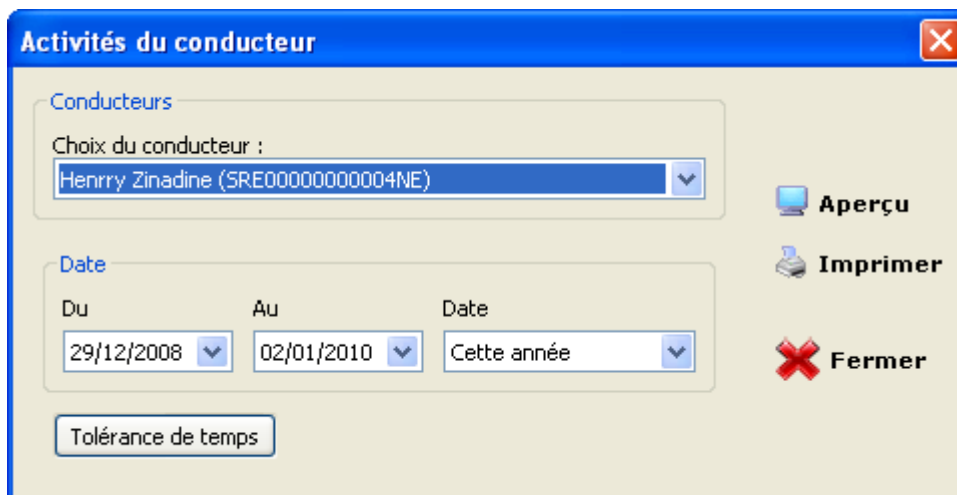 Activités du conducteur
Conducteurs
Choix du conducteur :
Henrry Zinadine (SRE00000000004NE)
Aperçu
Imprimer
Date
Du Au Date
29/12/2008 02/01/2010 Cette année
Fermer
Tolérance de temps